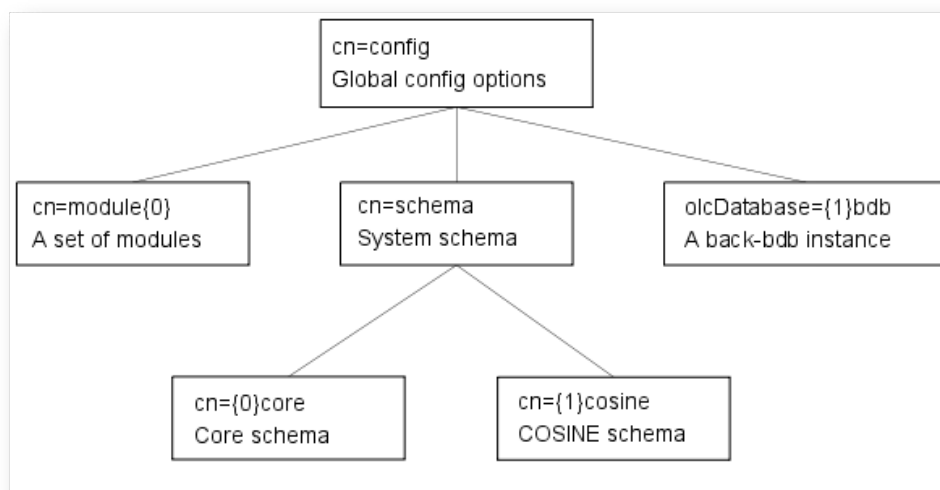 cn=config
Global config options
cn=module{0}
A set of modules
cn=schema
System schema
olcDatabase={1}bdb
A back-bdb instance
cn={0}core
Core schema
cn={1}cosine
COSINE schema